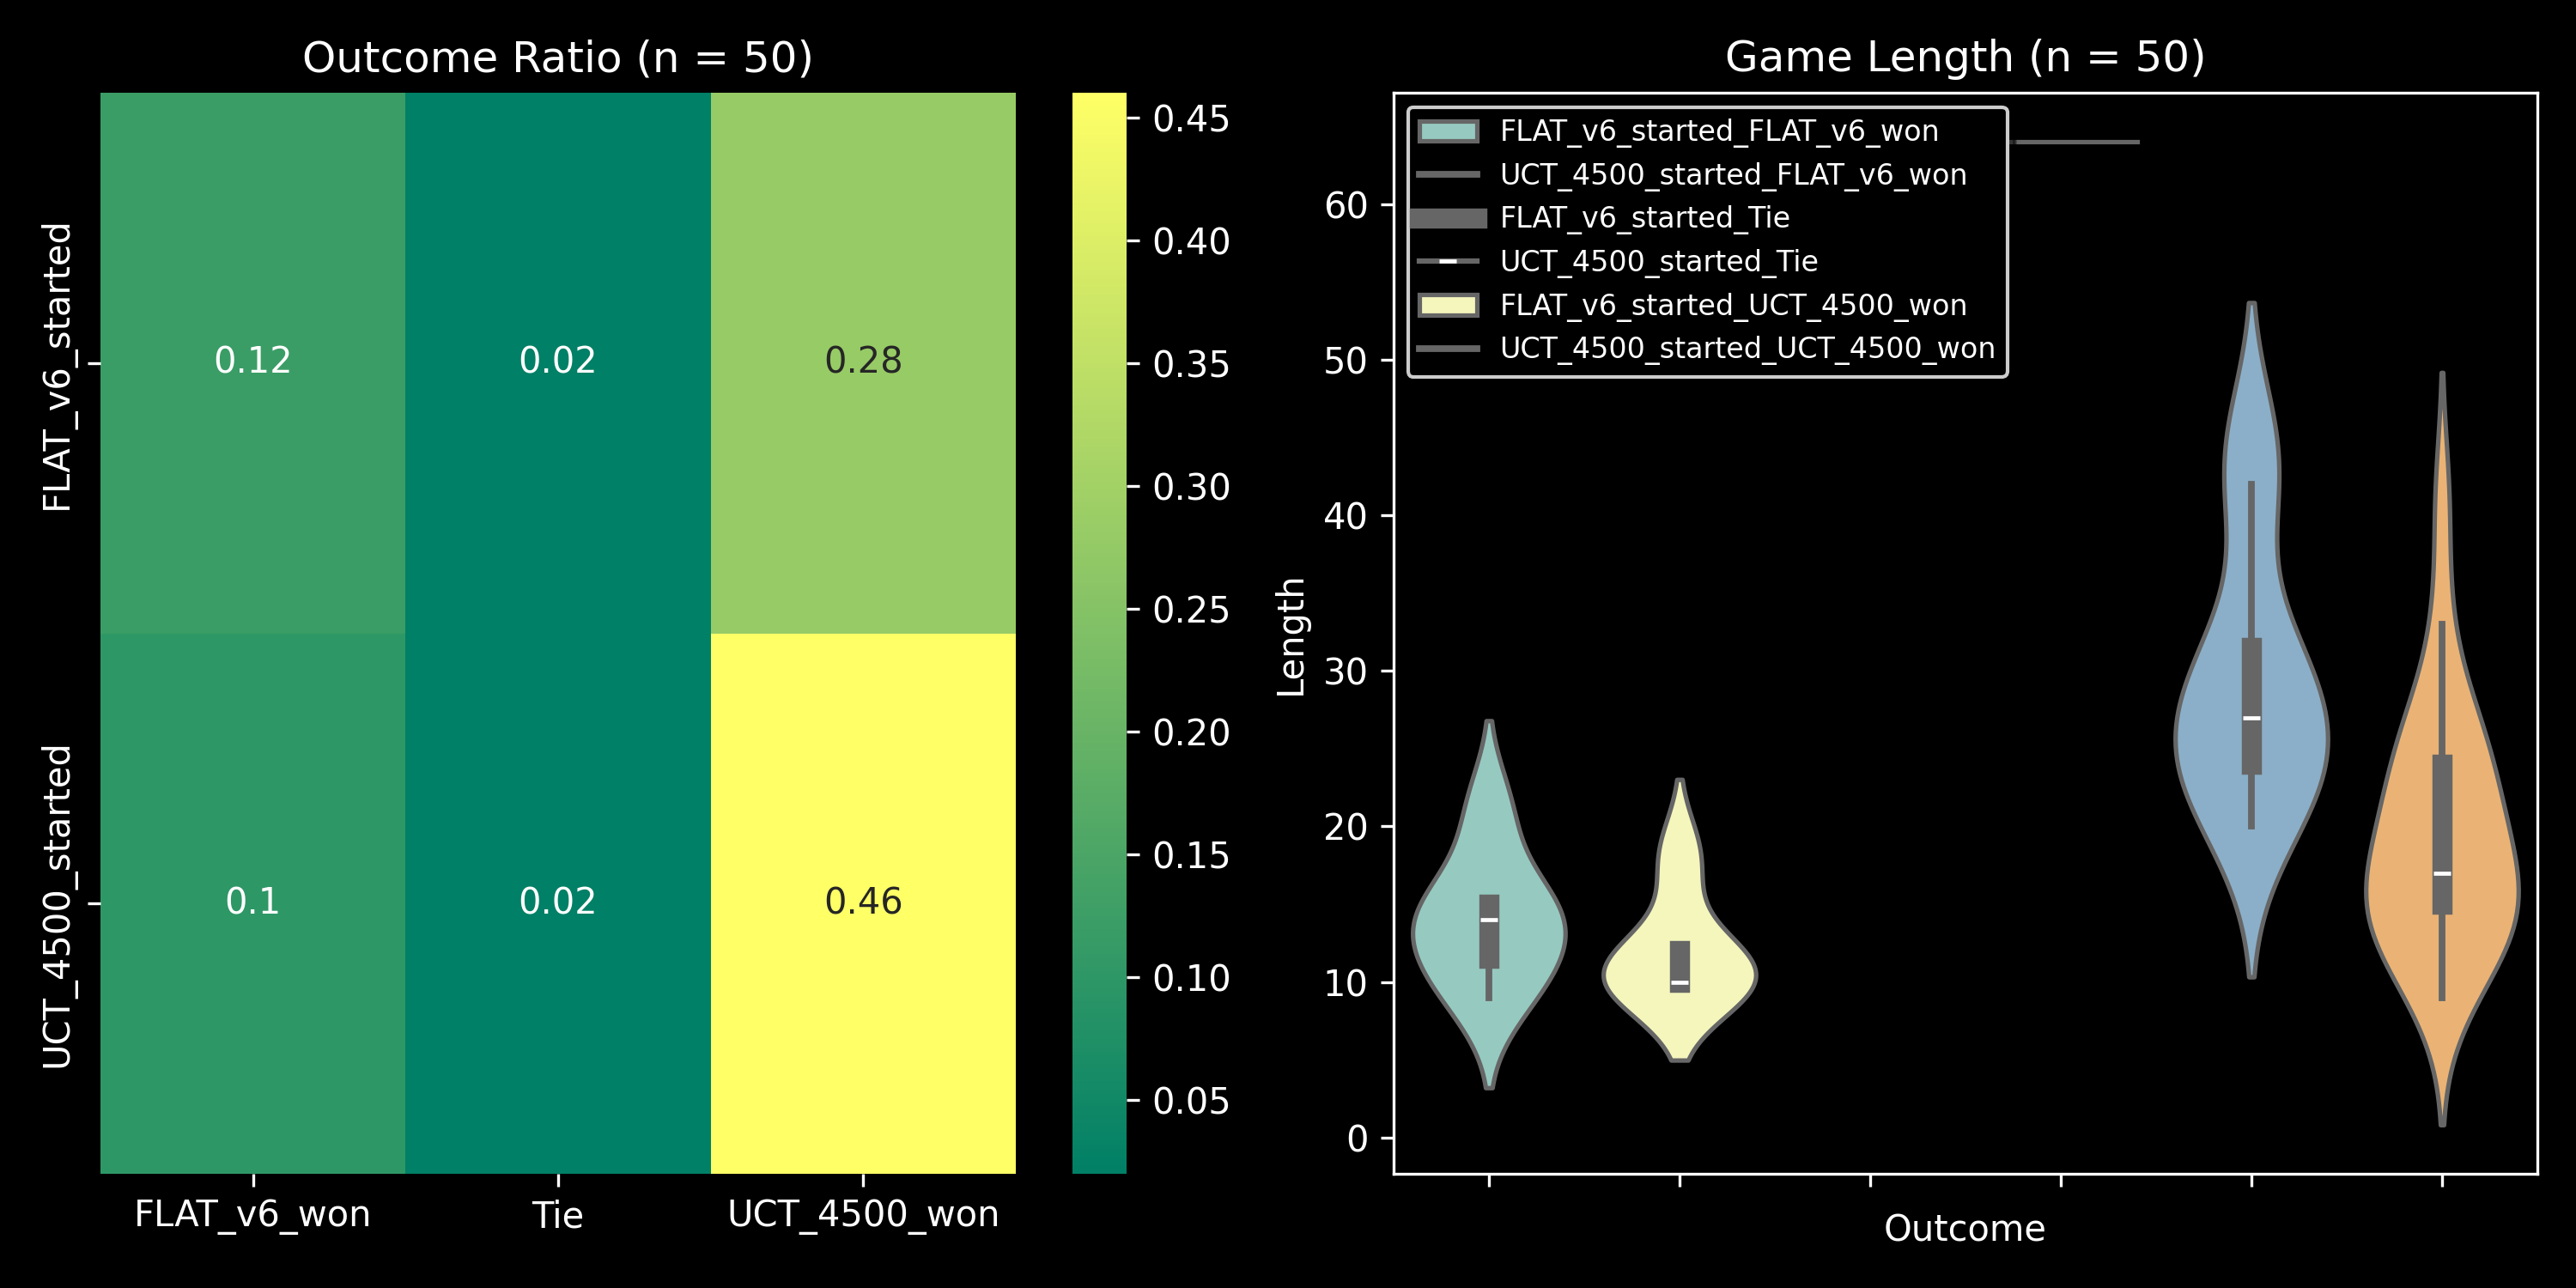 Outcome Ratio (n = 50)
FLAT_v6_started
UCT_4500_started
0.12
0.02
0.28
0.1
0.02
0.46
FLAT_v6_won
Tie
UCT_4500_won
0.45
0.40
0.35
0.30
0.25
0.20
0.15
0.10
0.05
Game Length (n = 50)
FLAT_v6_started_FLAT_v6_won
UCT_4500_started_FLAT_v6_won
FLAT_v6_started_Tie
UCT_4500_started_Tie
FLAT_v6_started_UCT_4500_won
UCT_4500_started_UCT_4500_won
Length
60
50
40
30
20
10
0
Outcome